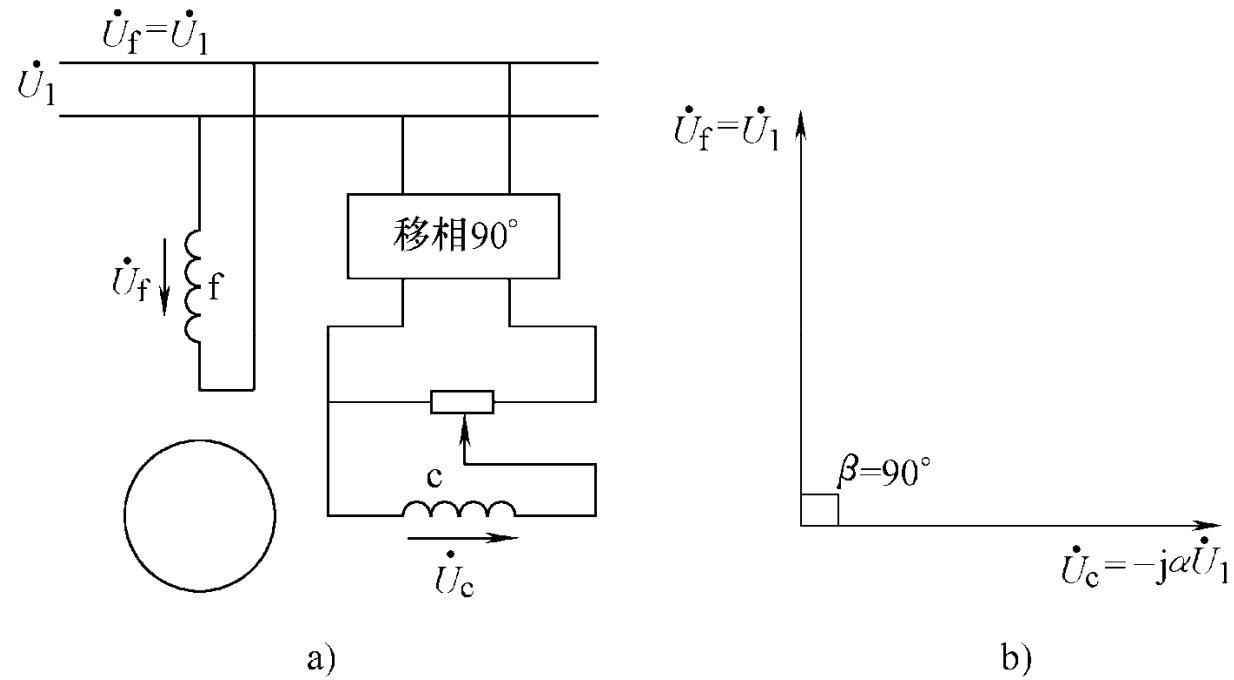 U̇f=U̇1
U̇1
移相90°
U̇f
f
c
U̇c
a)
U̇f=U̇1
β=90°
U̇c=-jαU̇1
b)